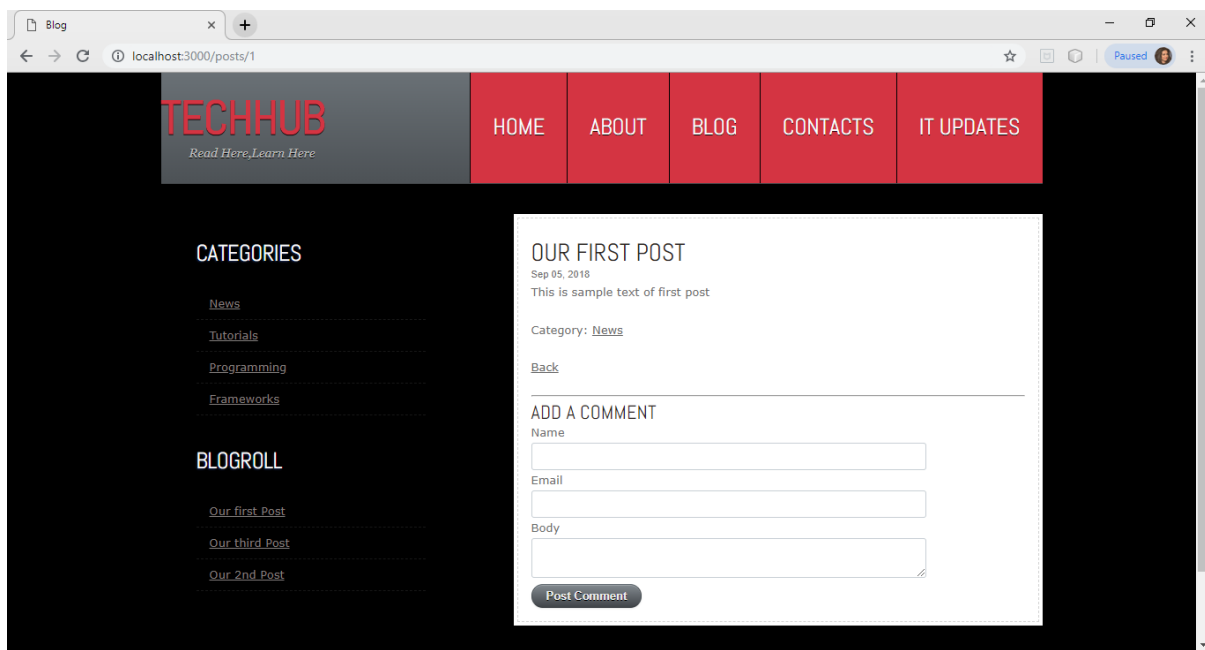 Blog
localhost:3000/posts/1
Paused
TECHHUB
Read Here,Learn Here
HOME ABOUT BLOG CONTACTS IT UPDATES
CATEGORIES
News
Tutorials
Programming
Frameworks
BLOGROLL
Our first Post
Our third Post
Our 2nd Post
OUR FIRST POST
Sep 05, 2018
This is sample text of first post
Category: News
Back
ADD A COMMENT
Name
Email
Body
Post Comment